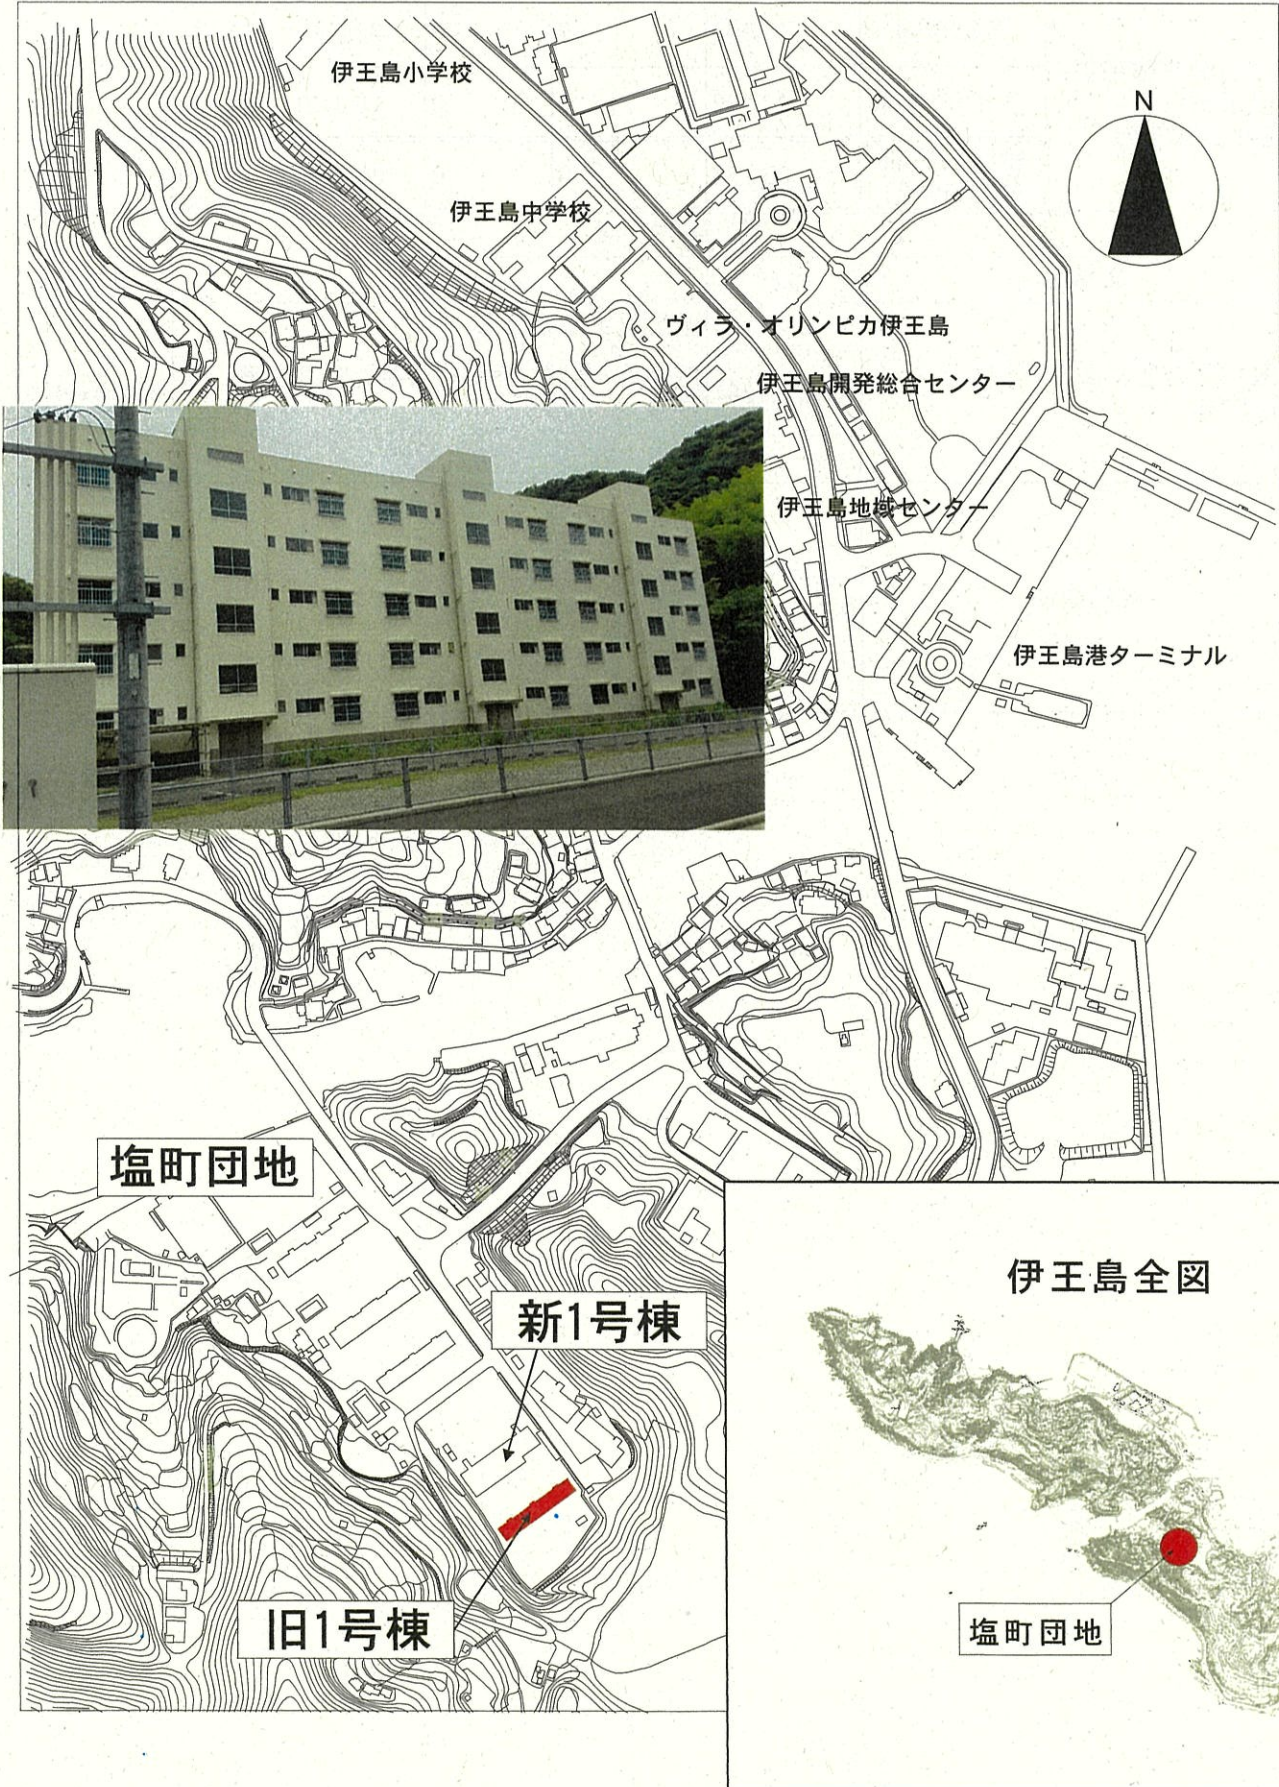 伊王島小学校
N
伊王島中学校
ヴィラ・オリンピカ伊王島
伊王島開発総合センター
伊王島地域センター
伊王島港ターミナル
塩町団地
新1号棟
旧1号棟
伊王島全図
塩町団地